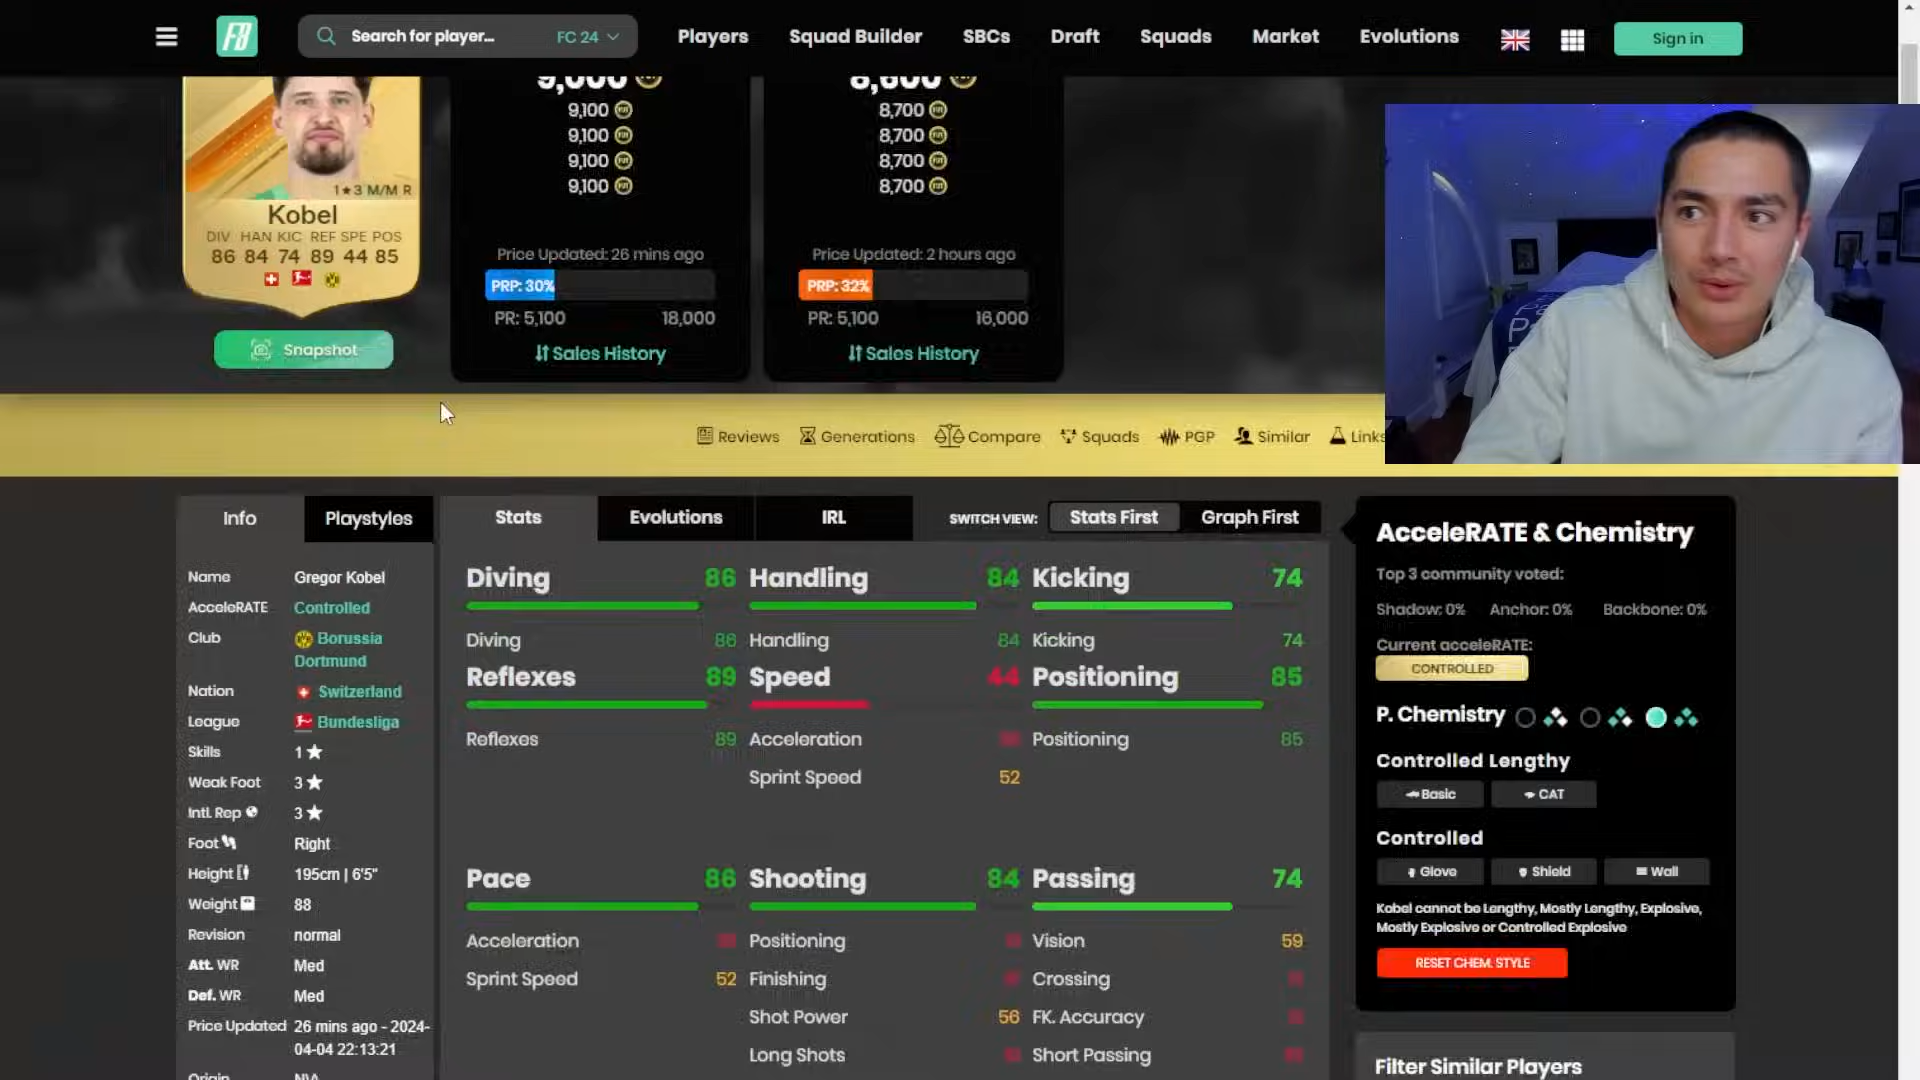 FB
Search for player...
FC 24
Players
Squad Builder
SBCs
Draft
Squads
Market
Evolutions
Sign in
9,000
8,600
9,100
8,700
9,100
8,700
9,100
8,700
9,100
8,700
1★3 M/M R
Kobel
DIV HAN KIC REF SPE POS
86 84 74 89 44 85
Price Updated: 26 mins ago
Price Updated: 2 hours ago
PRP: 30%
PRP: 32%
PR: 5,100
18,000
PR: 5,100
16,000
Snapshot
Sales History
Sales History
Reviews
Generations
Compare
Squads
PGP
Similar
Links
Info
Playstyles
Stats
Evolutions
IRL
SWITCH VIEW:
Stats First
Graph First
Name Gregor Kobel
AcceleRATE Controlled
Club Borussia
Dortmund
Nation Switzerland
League Bundesliga
Skills 1 ★
Weak Foot 3 ★
Intl. Rep 3 ★
Foot Right
Height 195cm | 6'5"
Weight 88
Revision normal
Att. WR Med
Def. WR Med
Price Updated 26 mins ago - 2024-
04-04 22:13:21
Origin N/A
Diving 86
Handling 84
Kicking 74
Diving 86
Handling 84
Kicking 74
Reflexes 89
Speed 44
Positioning 85
Reflexes 89
Acceleration
Positioning 85
Sprint Speed 52
Pace 86
Shooting 84
Passing 74
Acceleration
Positioning
Vision 59
Sprint Speed 52
Finishing
Crossing
Shot Power 56
FK. Accuracy
Long Shots
Short Passing
AcceleRATE & Chemistry
Top 3 community voted:
Shadow: 0% Anchor: 0% Backbone: 0%
Current acceleRATE:
CONTROLLED
P. Chemistry
Controlled Lengthy
Basic
CAT
Controlled
Glove
Shield
Wall
Kobel cannot be Lengthy, Mostly Lengthy, Explosive,
Mostly Explosive or Controlled Explosive
RESET CHEM. STYLE
Filter Similar Players